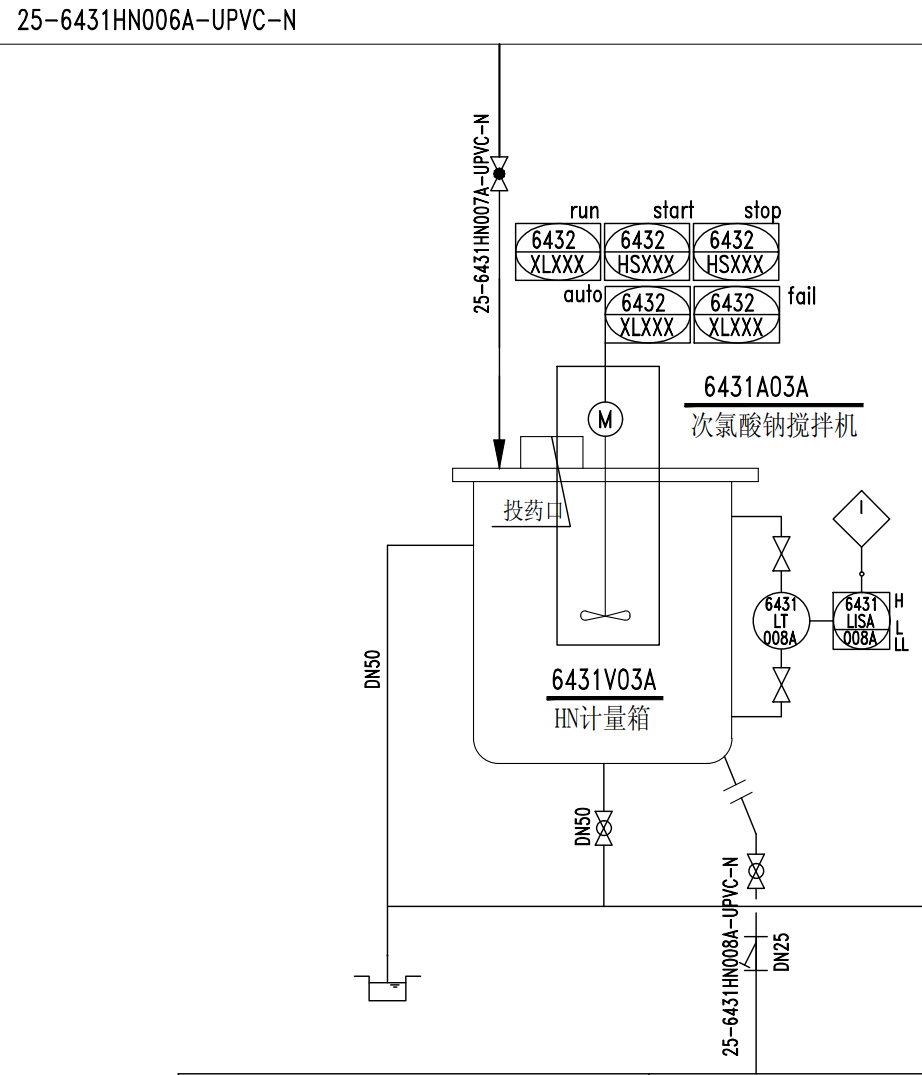 25-6431HN006A-UPVC-N
25-6431HN007A-UPVC-N
run
start
stop
6432
XLXXX
6432
HSXXX
6432
HSXXX
auto
6432
XLXXX
6432
XLXXX
fail
6431A03A
次氯酸钠搅拌机
M
投药口
I
6431
LT
008A
6431
LISA
008A
H
L
LL
DN50
6431V03A
HN计量箱
DN50
25-6431HN008A-UPVC-N
DN25